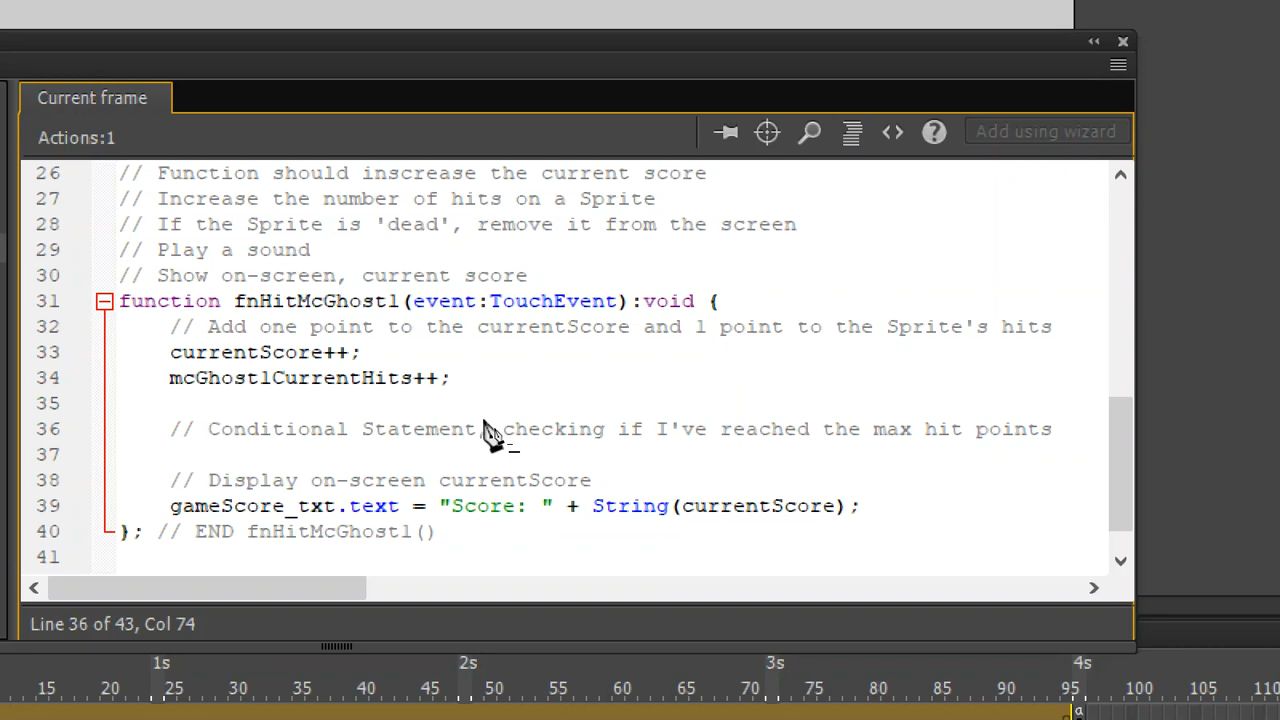 Current frame
Actions:1
Add using wizard
26 // Function should inscrease the current score
27 // Increase the number of hits on a Sprite
28 // If the Sprite is 'dead', remove it from the screen
29 // Play a sound
30 // Show on-screen, current score
31 function fnHitMcGhost1(event:TouchEvent):void {
32 // Add one point to the currentScore and 1 point to the Sprite's hits
33 currentScore++;
34 mcGhost1CurrentHits++;
35
36 // Conditional Statement, checking if I've reached the max hit points
37
38 // Display on-screen currentScore
39 gameScore_txt.text = "Score: " + String(currentScore);
40 }; // END fnHitMcGhost1()
41
Line 36 of 43, Col 74
1s 2s 3s 4s
15 20 25 30 35 40 45 50 55 60 65 70 75 80 85 90 95 100 105 110
a